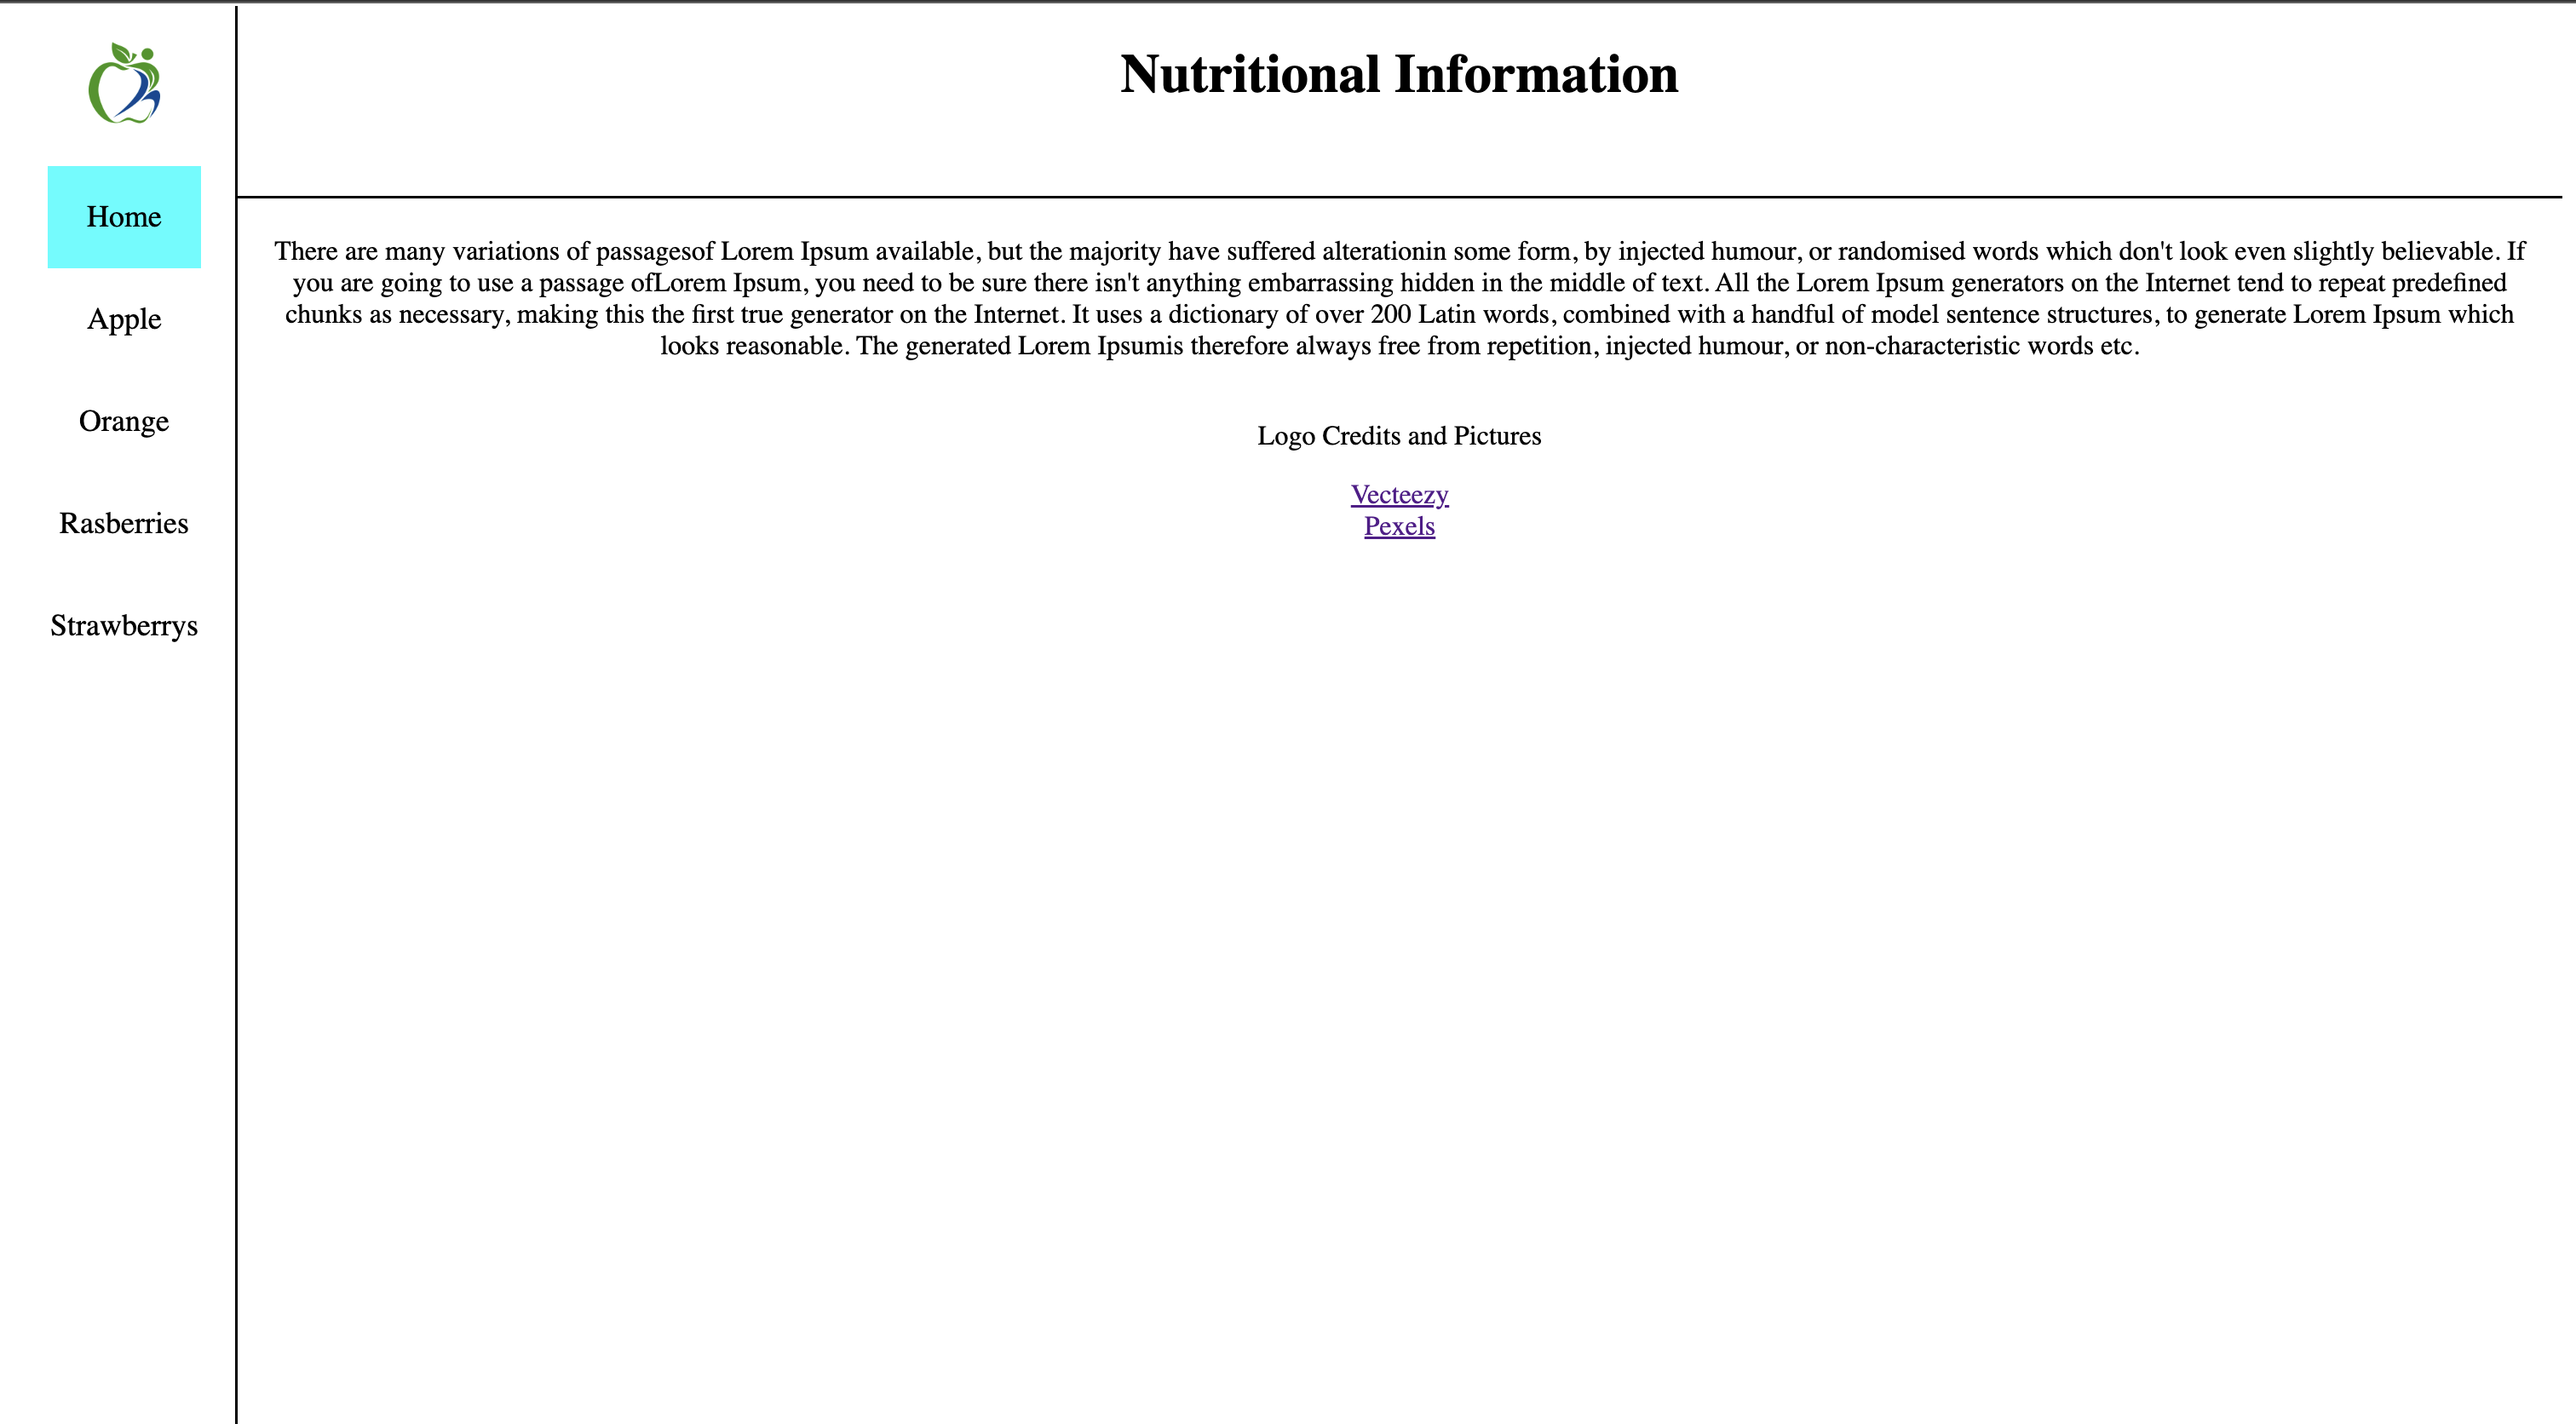 Nutritional Information
Home
Apple
Orange
Rasberries
Strawberrys
There are many variations of passagesof Lorem Ipsum available, but the majority have suffered alterationin some form, by injected humour, or randomised words which don't look even slightly believable. If
you are going to use a passage ofLorem Ipsum, you need to be sure there isn't anything embarrassing hidden in the middle of text. All the Lorem Ipsum generators on the Internet tend to repeat predefined
chunks as necessary, making this the first true generator on the Internet. It uses a dictionary of over 200 Latin words, combined with a handful of model sentence structures, to generate Lorem Ipsum which
looks reasonable. The generated Lorem Ipsumis therefore always free from repetition, injected humour, or non-characteristic words etc.
Logo Credits and Pictures
Vecteezy
Pexels